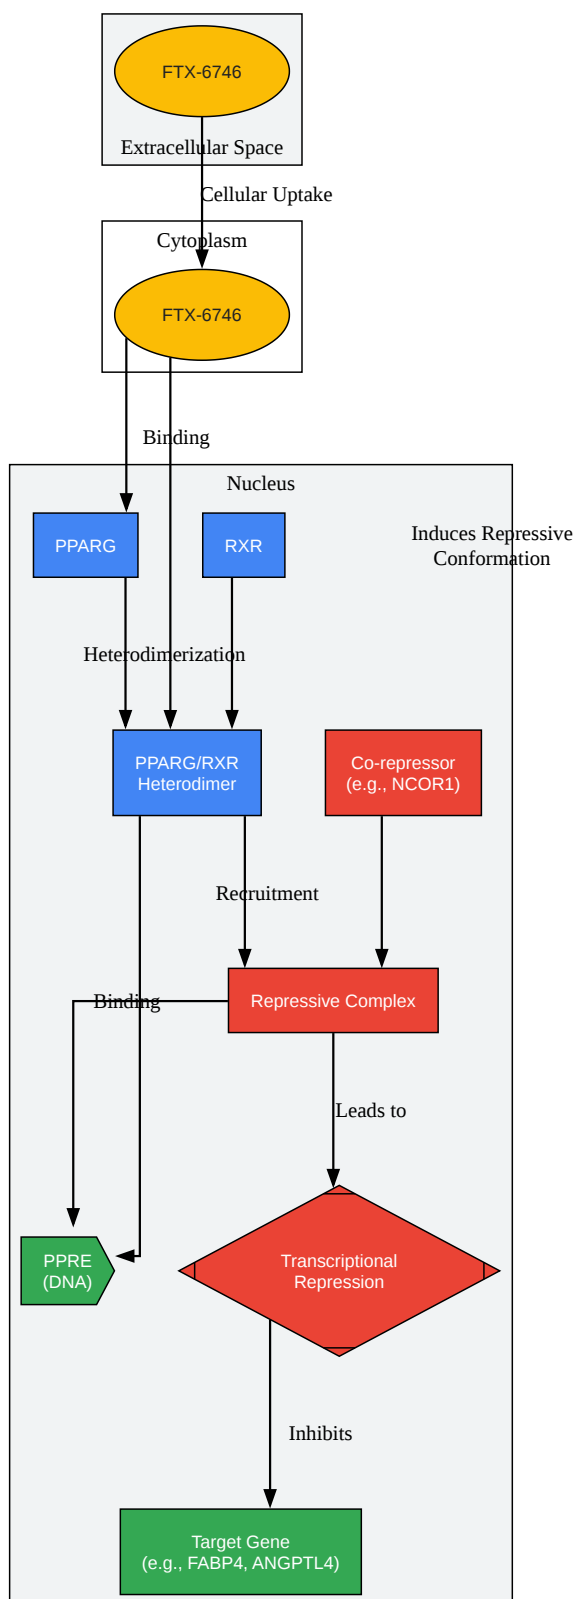 FTX-6746
Extracellular Space
Cellular Uptake
Cytoplasm
FTX-6746
Binding
Nucleus
PPARG
RXR
Induces Repressive
Conformation
Heterodimerization
PPARG/RXR
Heterodimer
Co-repressor
(e.g., NCOR1)
Recruitment
Binding
Repressive Complex
Leads to
PPRE
(DNA)
Transcriptional
Repression
Inhibits
Target Gene
(e.g., FABP4, ANGPTL4)